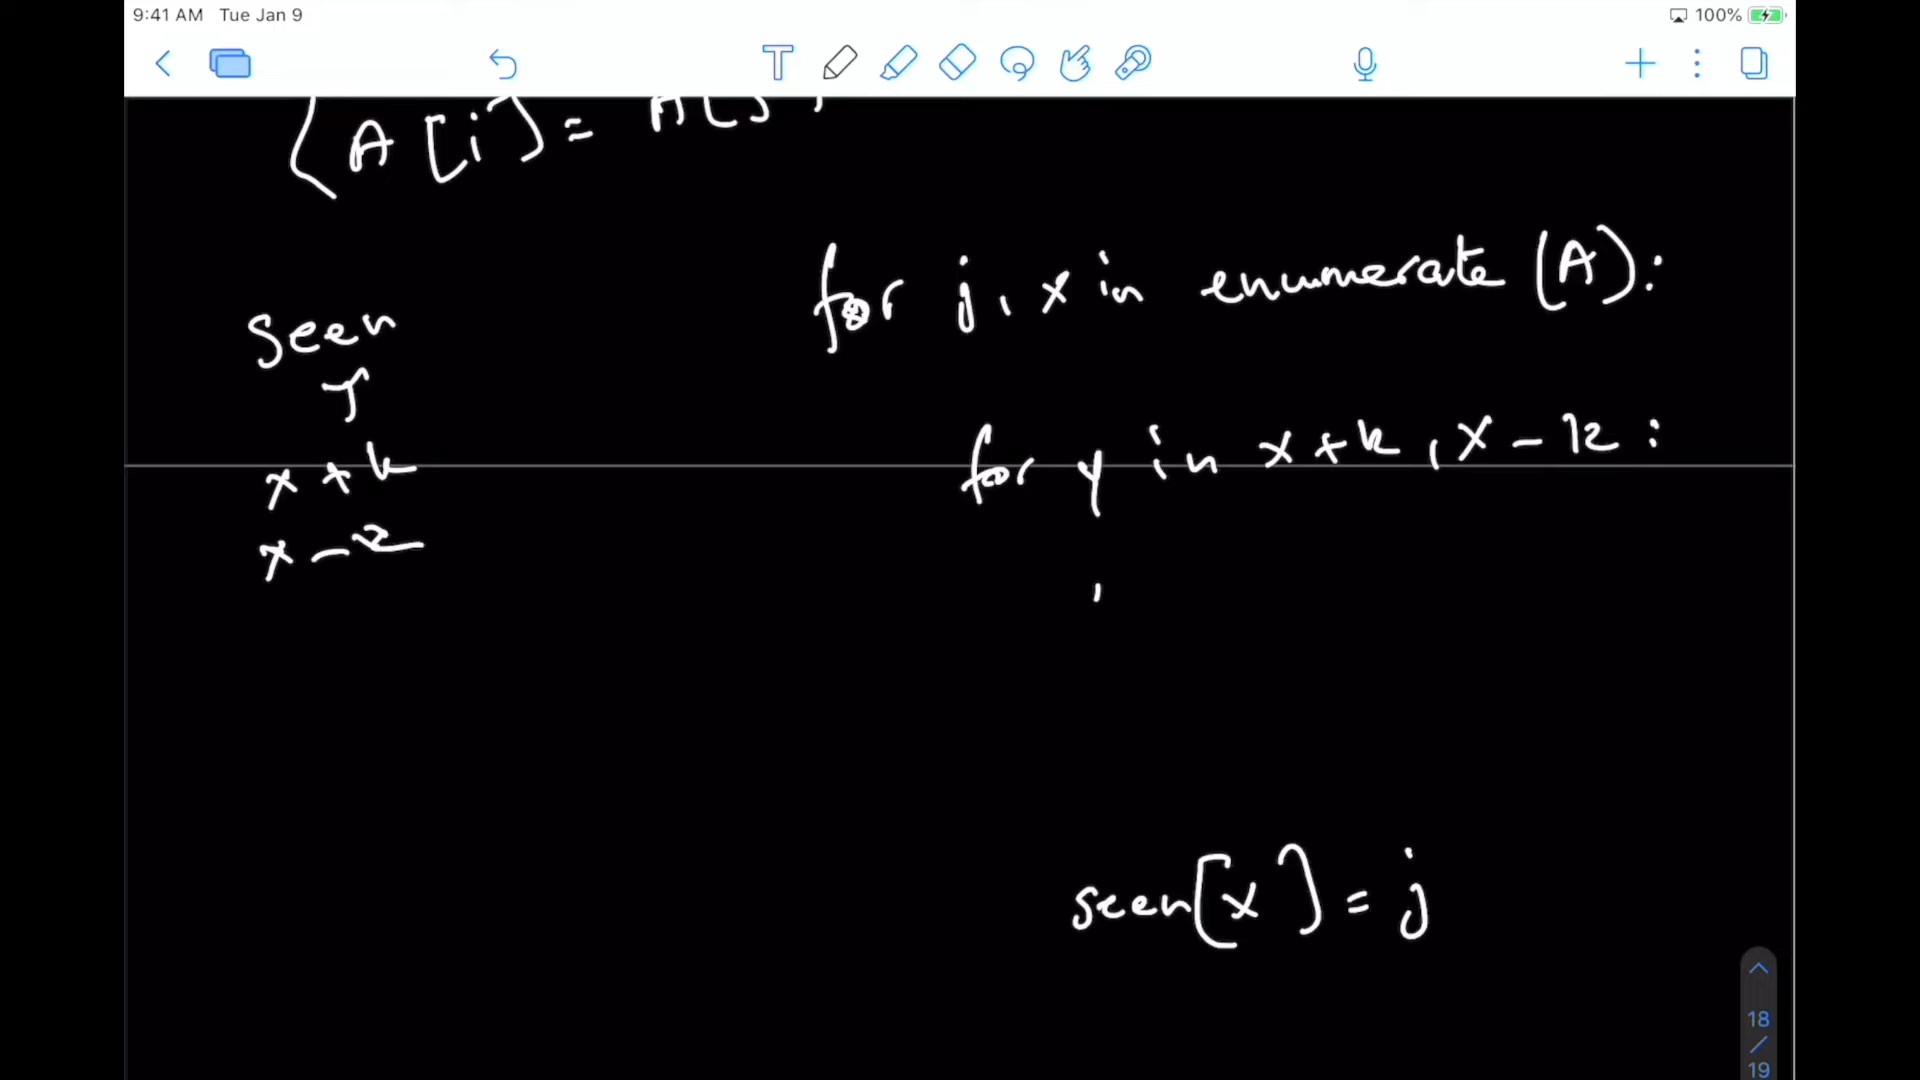 9:41 AM Tue Jan 9
100%
A[i] = A[j]
for j, x in enumerate (A):
seen
x + k
x - k
for y in x + k, x - k :
seen[x] = j
18
/
19